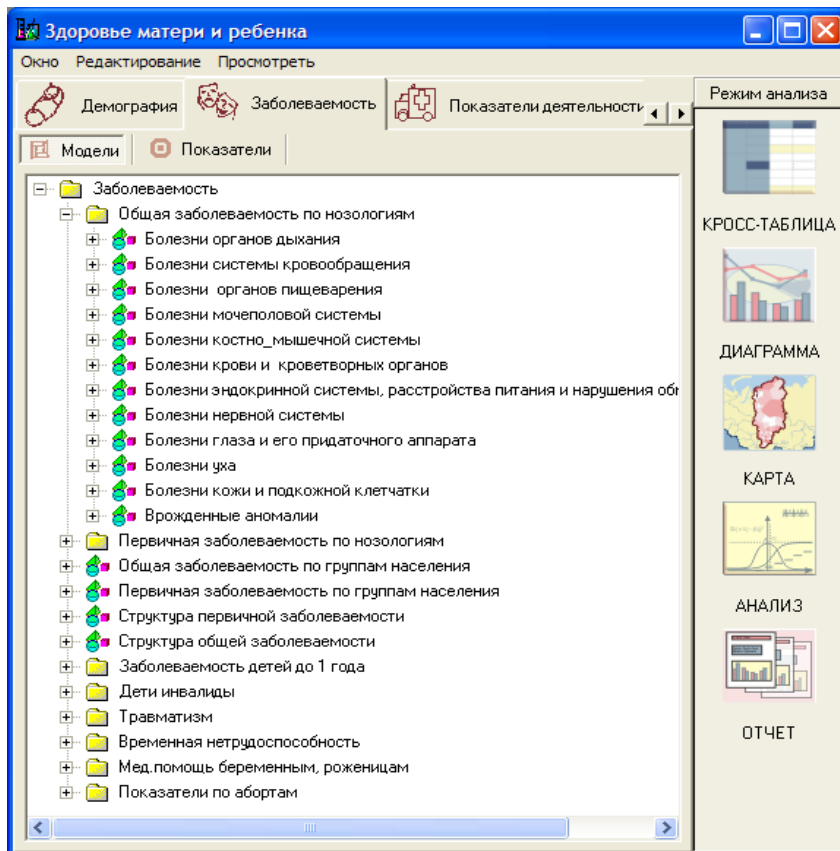 Здоровье матери и ребенка
Окно Редактирование Просмотреть
Демография Заболеваемость Показатели деятельности
Режим анализа
Модели Показатели
Заболеваемость
Общая заболеваемость по нозологиям
Болезни органов дыхания
Болезни системы кровообращения
Болезни органов пищеварения
Болезни мочеполовой системы
Болезни костно_мышечной системы
Болезни крови и кроветворных органов
Болезни эндокринной системы, расстройства питания и нарушения
Болезни нервной системы
Болезни глаза и его придаточного аппарата
Болезни уха
Болезни кожи и подкожной клетчатки
Врожденные аномалии
Первичная заболеваемость по нозологиям
Общая заболеваемость по группам населения
Первичная заболеваемость по группам населения
Структура первичной заболеваемости
Структура общей заболеваемости
Заболеваемость детей до 1 года
Дети инвалиды
Травматизм
Временная нетрудоспособность
Мед.помощь беременным, роженицам
Показатели по абортам
КРОСС-ТАБЛИЦА
ДИАГРАММА
КАРТА
АНАЛИЗ
ОТЧЕТ